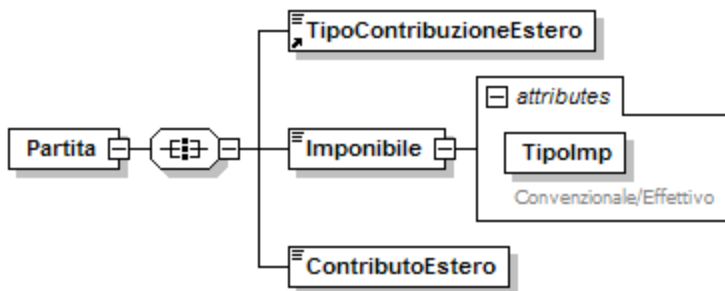 TipoContribuzioneEstero
attributes
Partita
Imponibile
TipoImp
Convenzionale/Effettivo
ContributoEstero